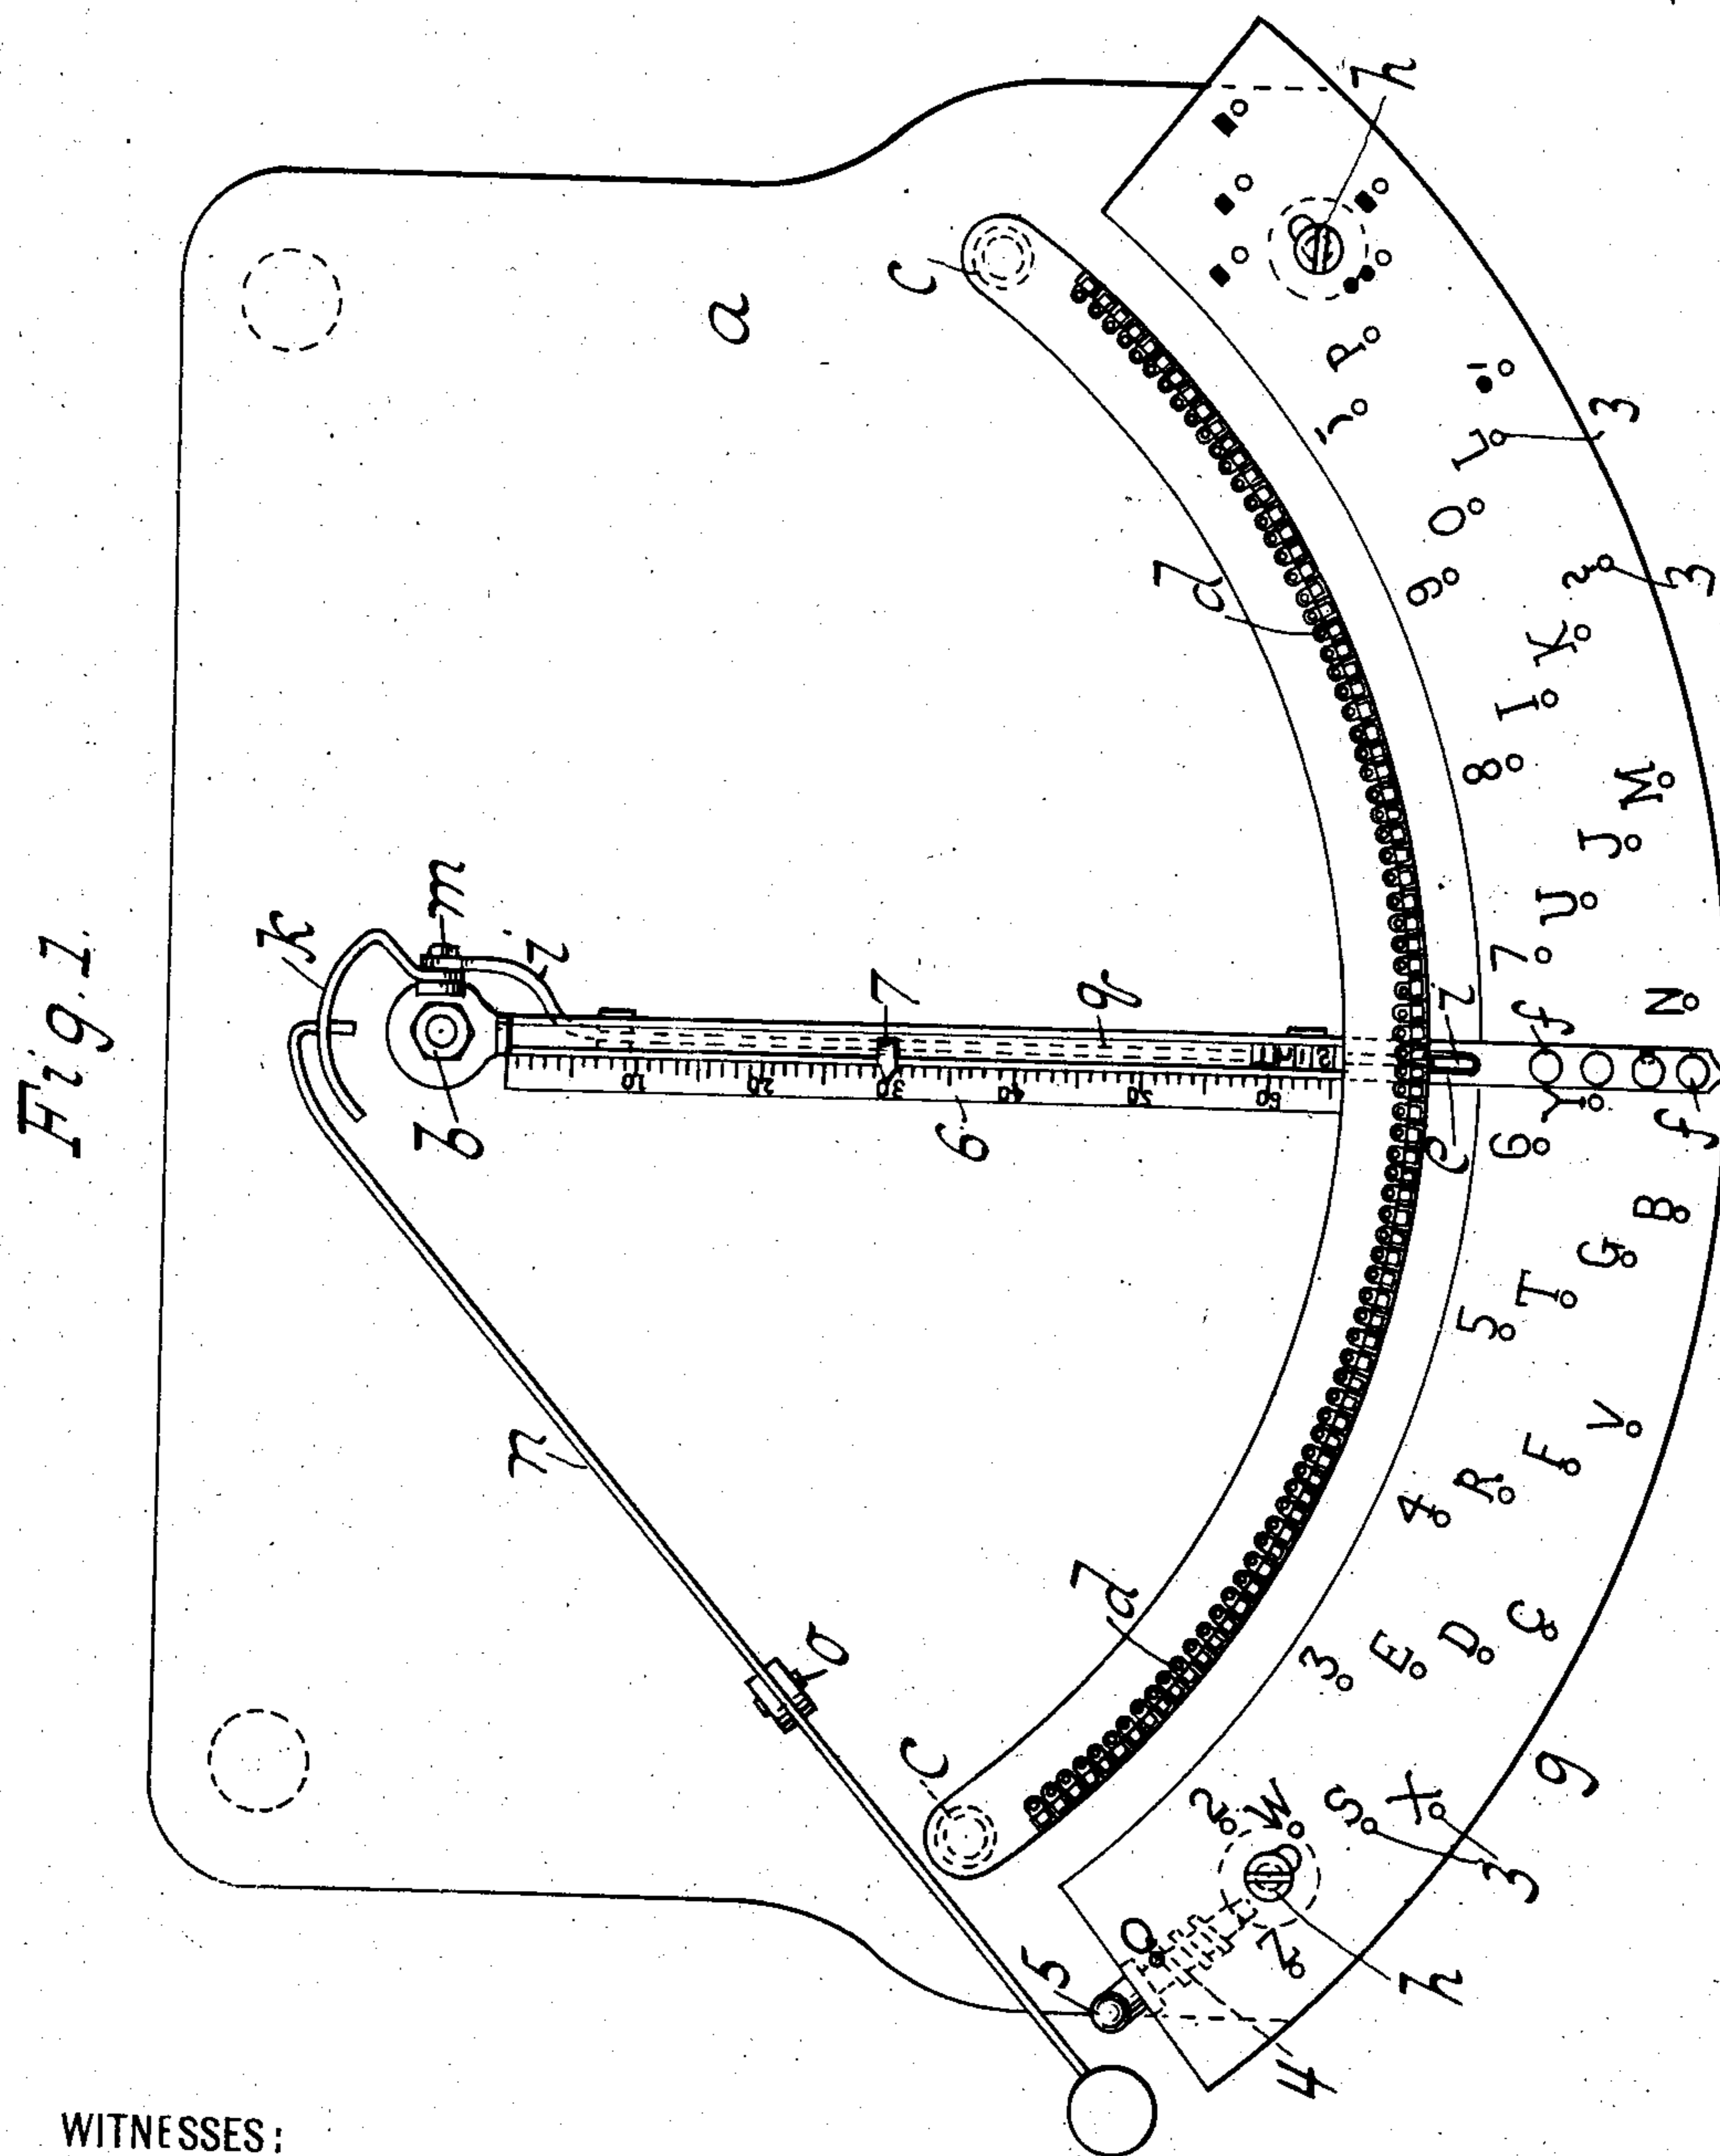 Fig. 1.
k
m
i
b
a
C
7
q
6
10
20
30
40
50
60
n
o
d
d
C
e
i
f
f
h
h
g
3
3
3
4
5
2 3 4 5 6 7 8 9
Q W E R T Y U I O P
S D F G J K L
Z X C V B N M
WITNESSES: